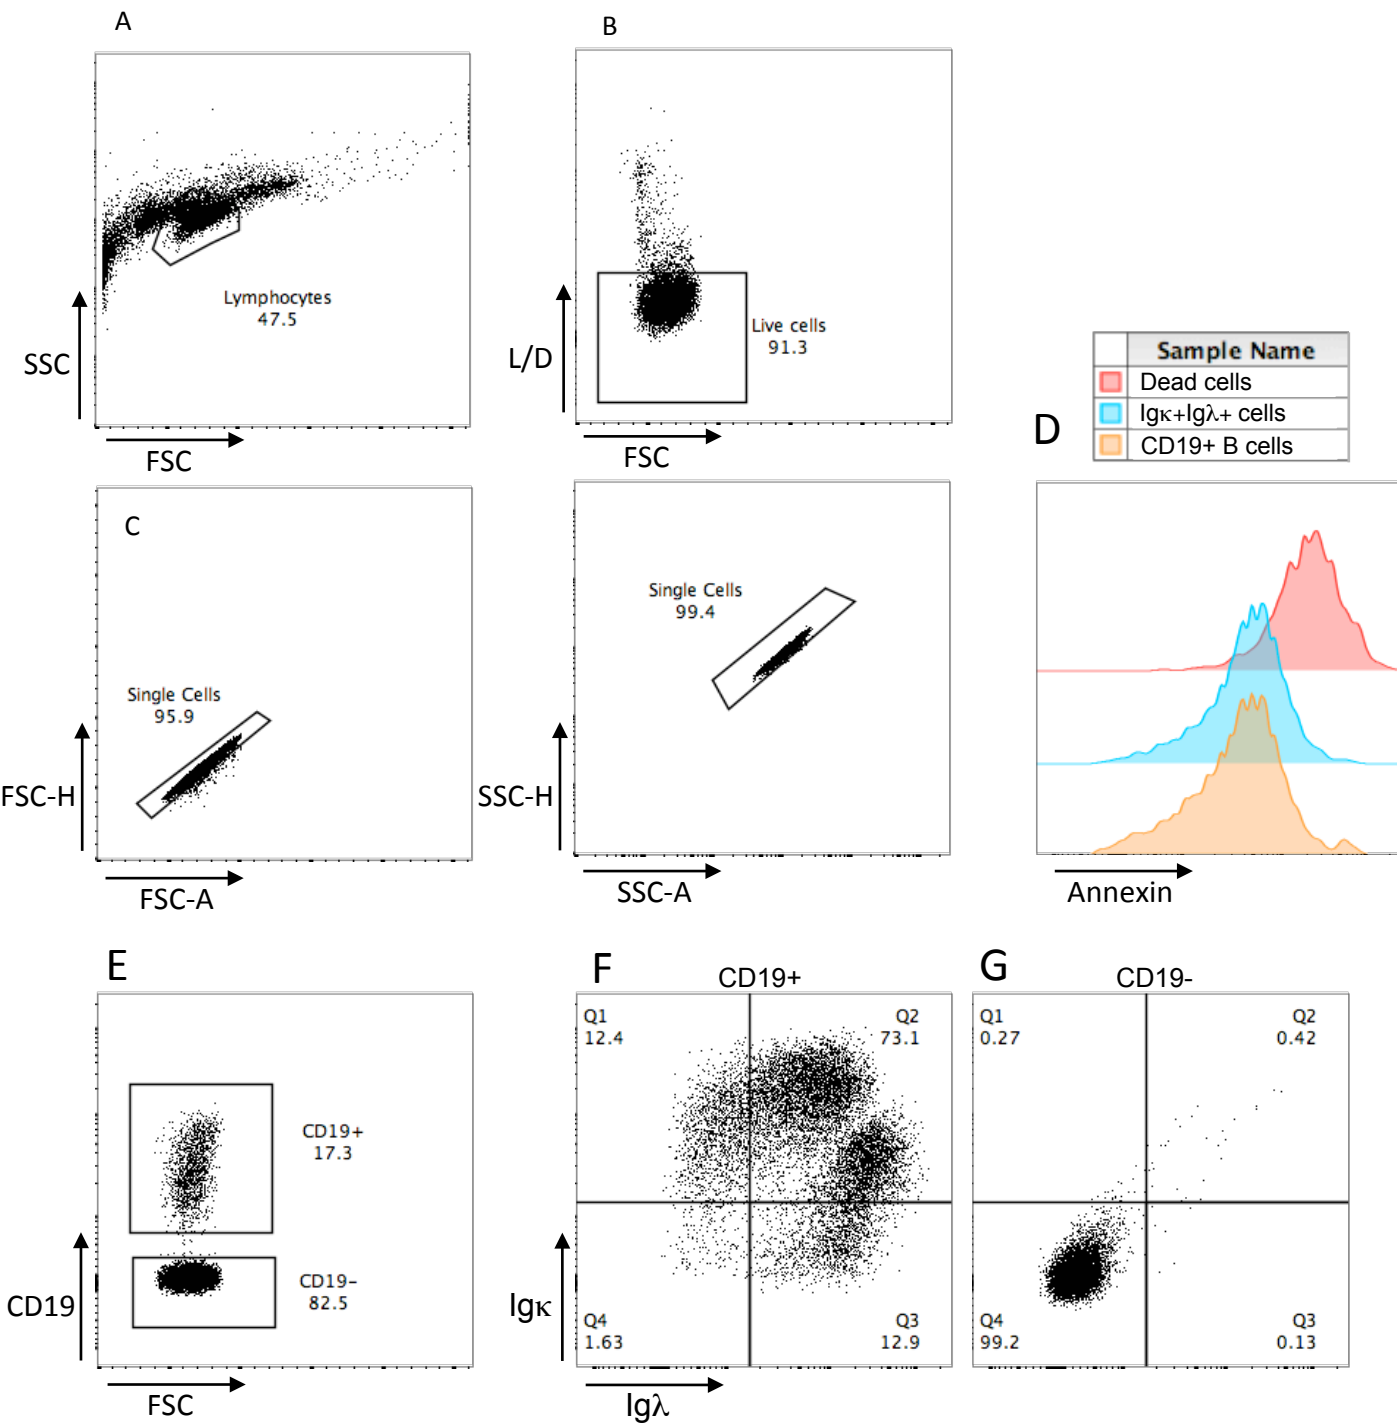 A
B
Lymphocytes
47.5
SSC
FSC
Live cells
91.3
L/D
FSC
Sample Name
Dead cells
Igκ+Igλ+ cells
CD19+ B cells
D
C
Single Cells
95.9
FSC-H
FSC-A
Single Cells
99.4
SSC-H
SSC-A
Annexin
E
CD19+
17.3
CD19-
82.5
CD19
FSC
F
CD19+
Q1
12.4
Q2
73.1
Q4
1.63
Q3
12.9
Igκ
Igλ
G
CD19-
Q1
0.27
Q2
0.42
Q4
99.2
Q3
0.13